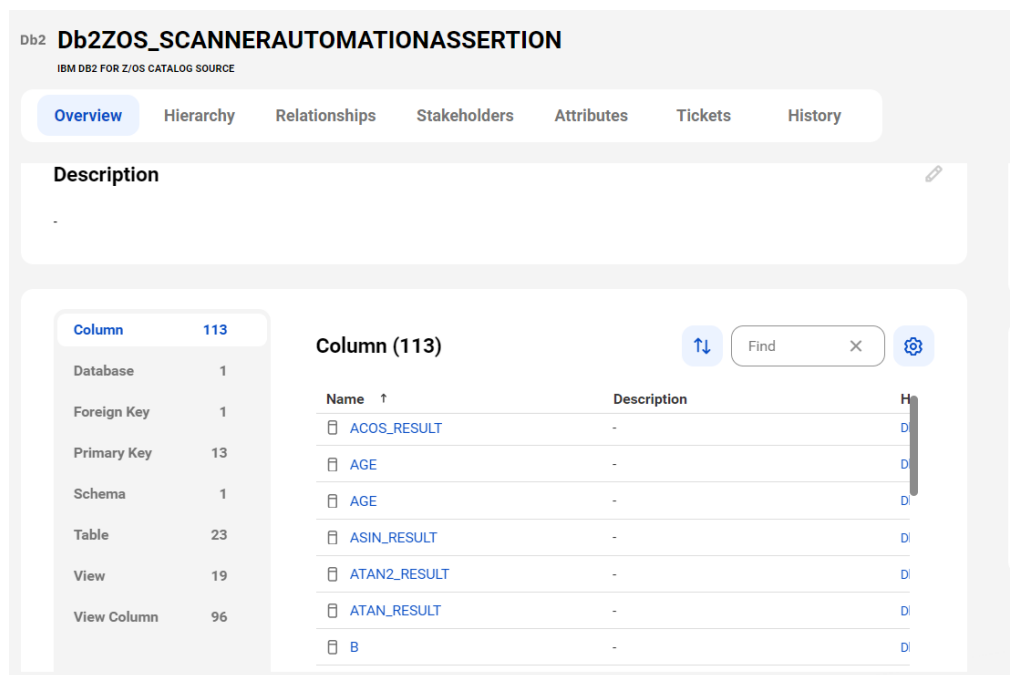 Db2 Db2ZOS_SCANNERAUTOMATIONASSERTION
IBM DB2 FOR Z/OS CATALOG SOURCE
Overview Hierarchy Relationships Stakeholders Attributes Tickets History
Description
-
Column 113
Database 1
Foreign Key 1
Primary Key 13
Schema 1
Table 23
View 19
View Column 96
Column (113)
Find
Name ↑ Description
ACOS_RESULT -
AGE -
AGE -
ASIN_RESULT -
ATAN2_RESULT -
ATAN_RESULT -
B -